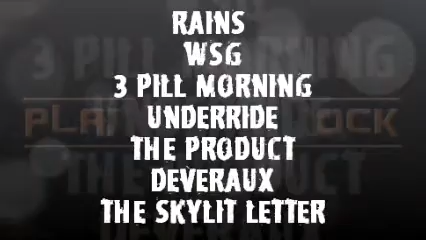 RAINS
WSG
3 PILL MORNING
UNDERRIDE
THE PRODUCT
DEVERAUX
THE SKYLIT LETTER